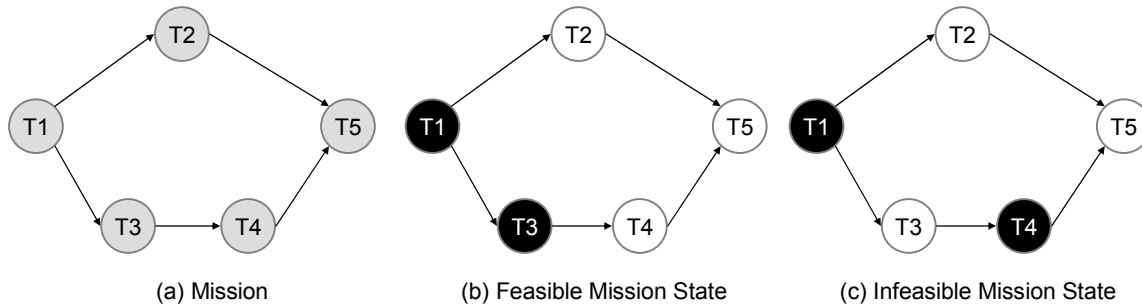 T2
T1
T5
T3
T4
(a) Mission
T2
T1
T5
T3
T4
(b) Feasible Mission State
T2
T1
T5
T3
T4
(c) Infeasible Mission State